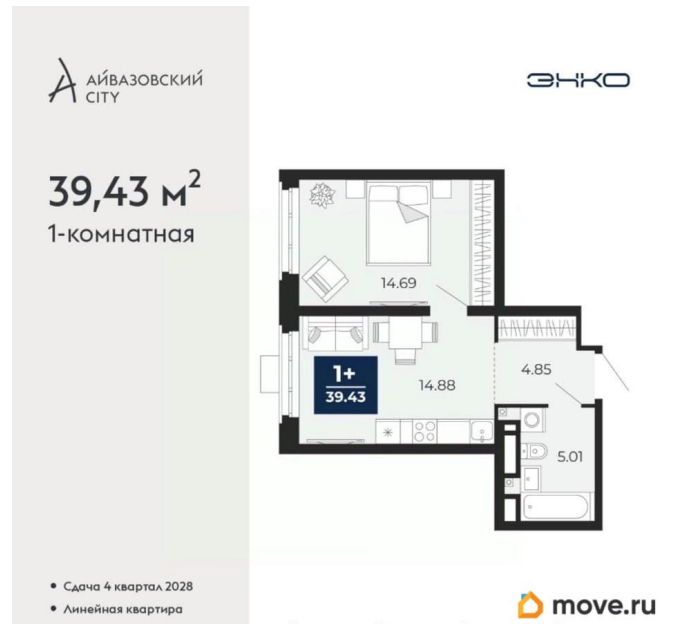 АЙВАЗОВСКИЙ
CITY
ЭНКО
39,43 м²
1-комнатная
14.69
1+
39.43
14.88
4.85
5.01
• Сдача 4 квартал 2028
• Линейная квартира
move.ru